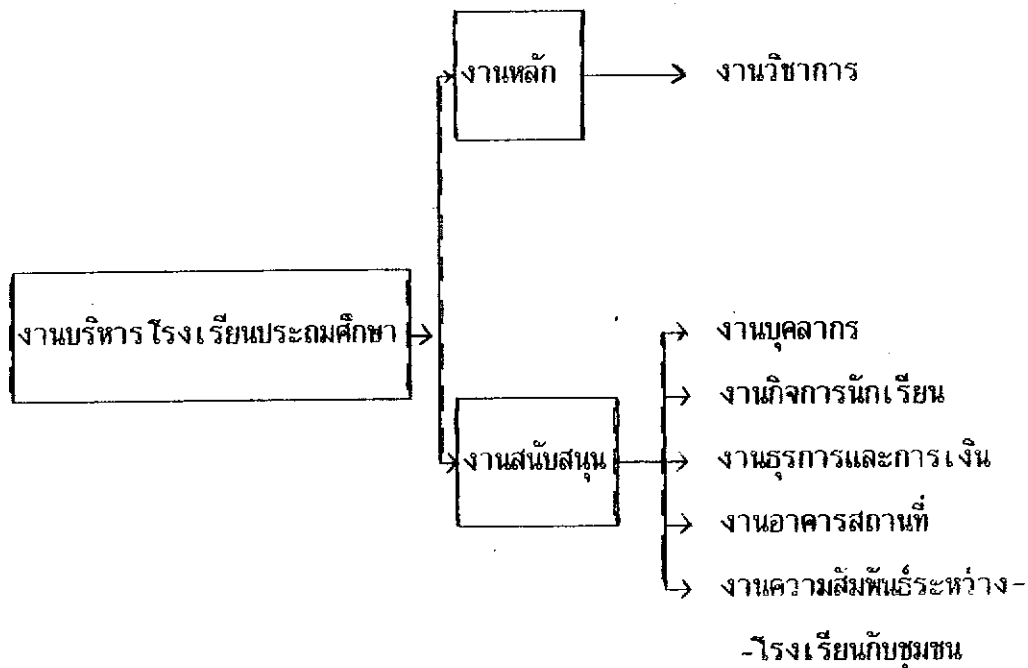 งานหลัก
งานวิชาการ
งานบริหารโรงเรียนประถมศึกษา
งานสนับสนุน
งานบุคลากร
งานกิจการนักเรียน
งานธุรการและการเงิน
งานอาคารสถานที่
งานความสัมพันธ์ระหว่าง-
-โรงเรียนกับชุมชน